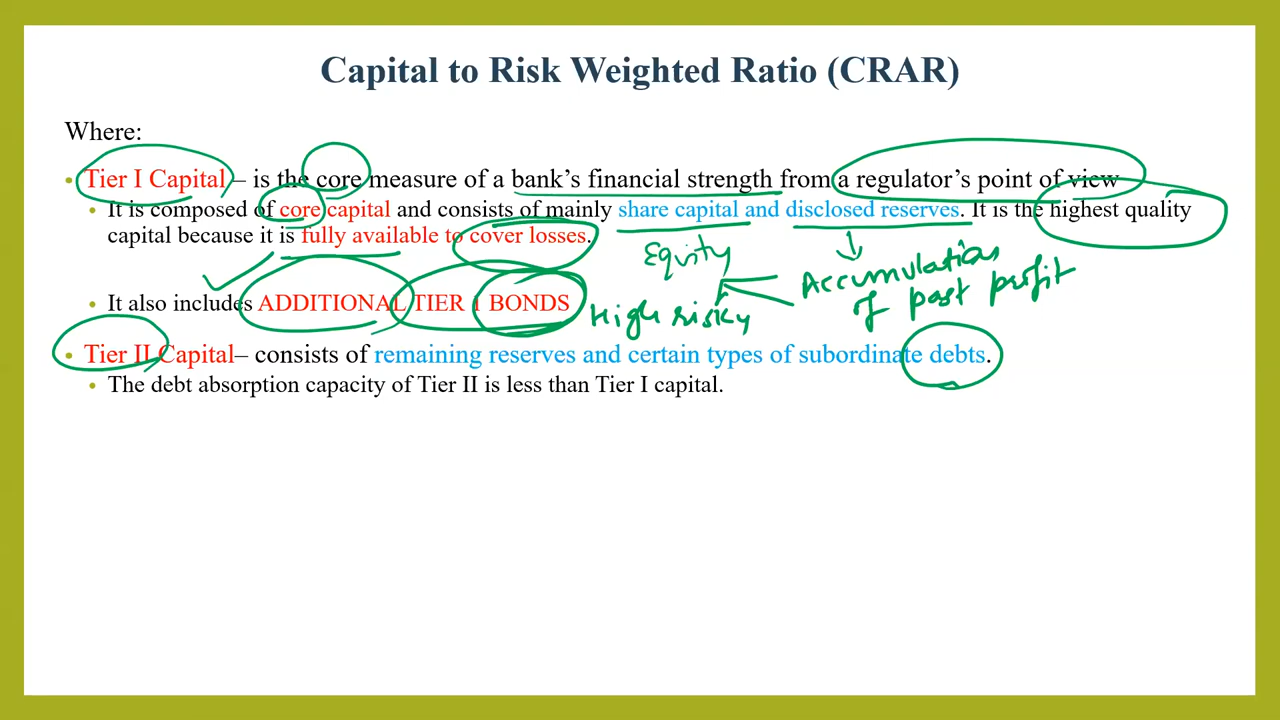 Capital to Risk Weighted Ratio (CRAR)
Where:
• Tier I Capital – is the core measure of a bank's financial strength from a regulator's point of view
• It is composed of core capital and consists of mainly share capital and disclosed reserves. It is the highest quality
capital because it is fully available to cover losses.
Equity
Accumulation
of past profit
• It also includes ADDITIONAL TIER 1 BONDS
High risky
• Tier II Capital– consists of remaining reserves and certain types of subordinate debts.
• The debt absorption capacity of Tier II is less than Tier I capital.